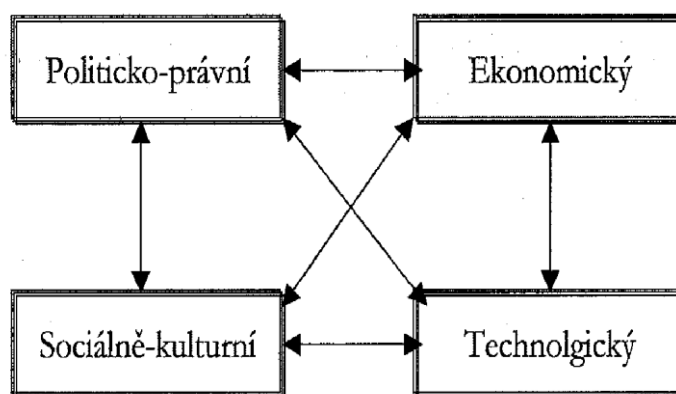 Politicko-právní
Ekonomický
Sociálně-kulturní
Technolgický